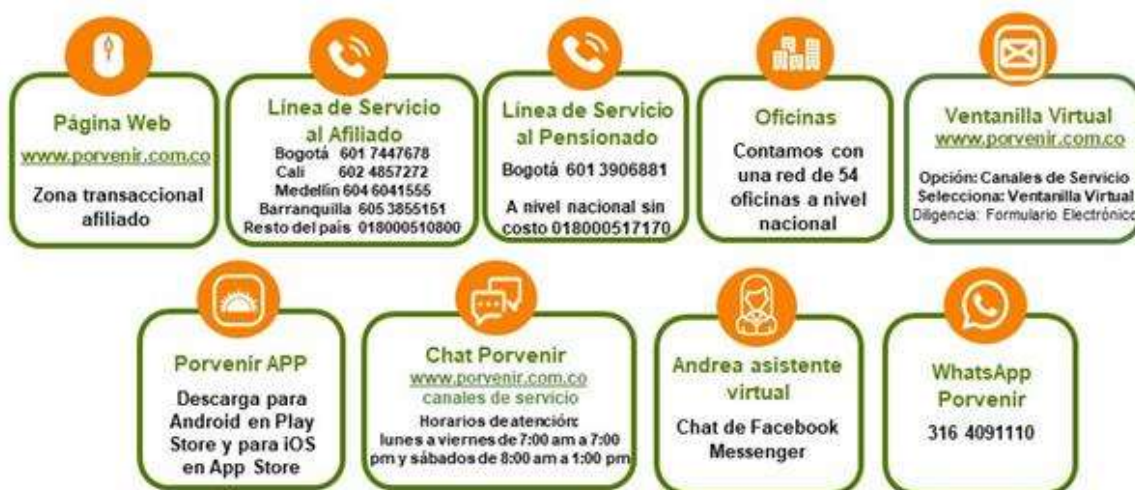 Página Web
www.porvenir.com.co
Zona transaccional
afiliado
Línea de Servicio
al Afiliado
Bogotá 601 7447678
Cali 602 4857272
Medellín 604 6041555
Barranquilla 605 3855151
Resto del país 018000510800
Línea de Servicio
al Pensionado
Bogotá 601 3906881
A nivel nacional sin
costo 018000517170
Oficinas
Contamos con
una red de 54
oficinas a nivel
nacional
Ventanilla Virtual
www.porvenir.com.co
Opción: Canales de Servicio
Selecciona: Ventanilla Virtual
Diligencia: Formulario Electrónico
Porvenir APP
Descarga para
Android en Play
Store y para iOS
en App Store
Chat Porvenir
www.porvenir.com.co
canales de servicio
Horarios de atención:
lunes a viernes de 7:00 am a 7:00
pm y sábados de 8:00 am a 1:00 pm
Andrea asistente
virtual
Chat de Facebook
Messenger
WhatsApp
Porvenir
316 4091110